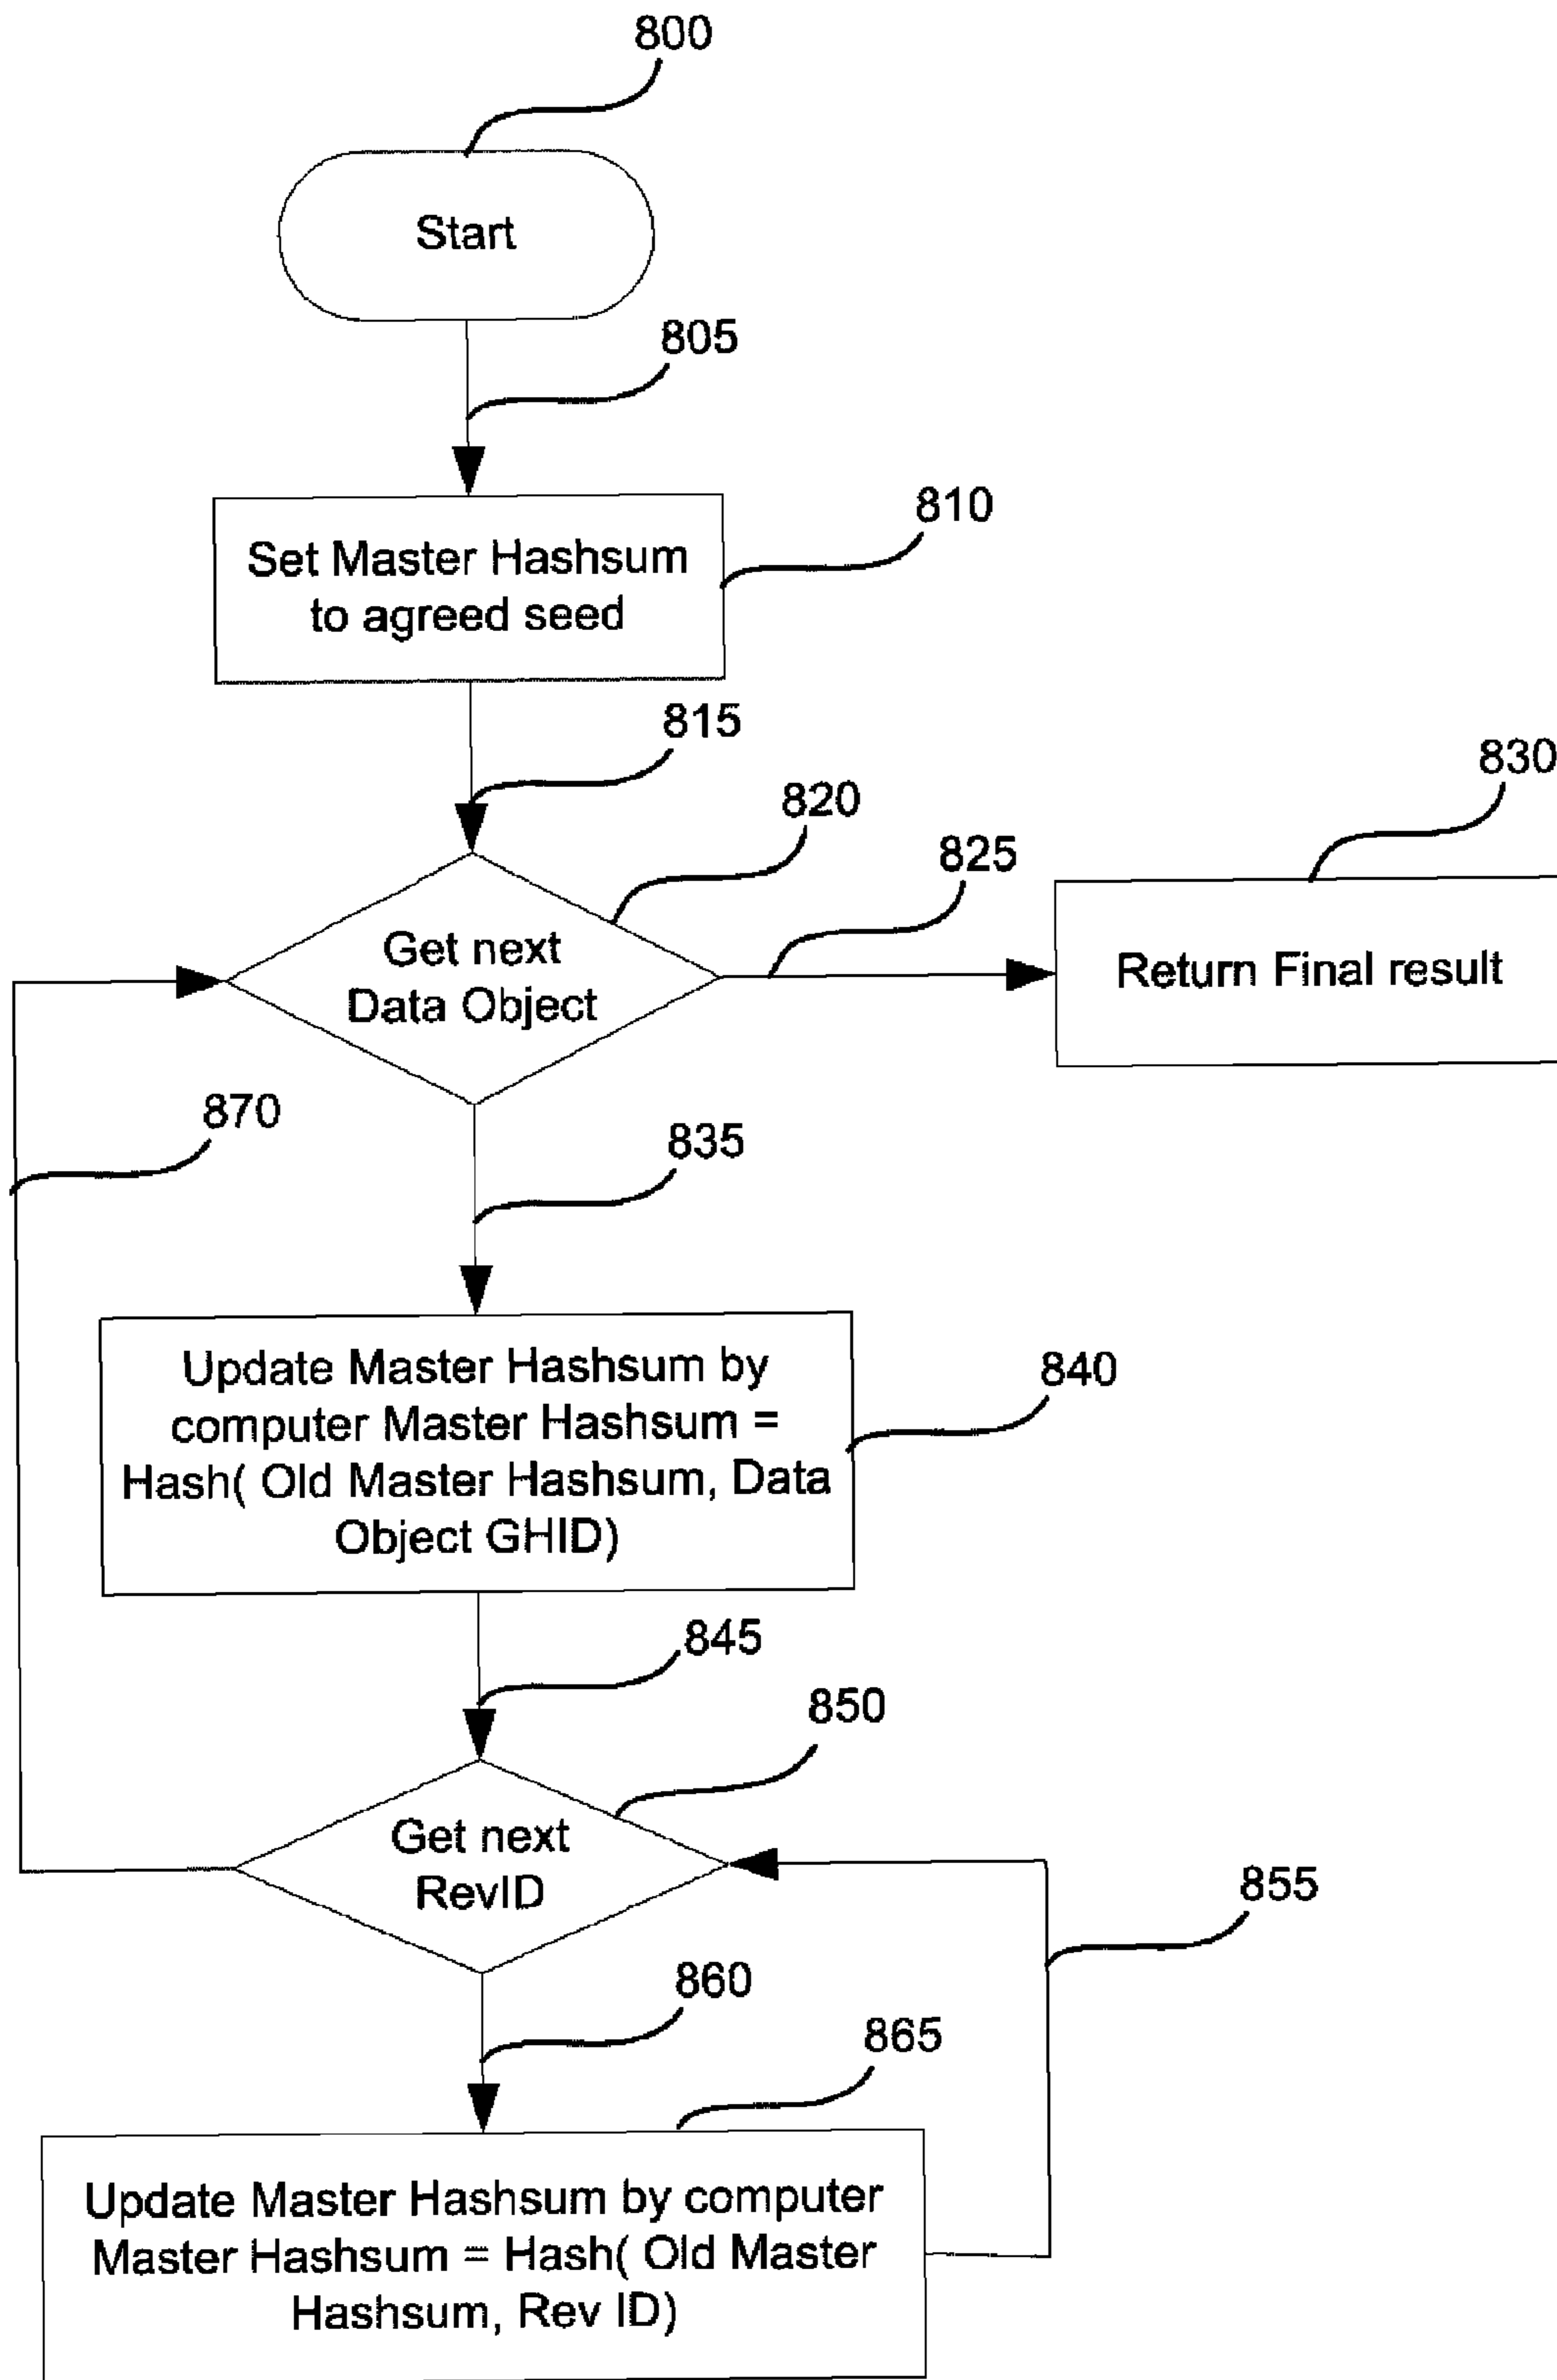 800
Start
805
810
Set Master Hashsum
to agreed seed
815
820
825
830
Get next
Data Object
Return Final result
870
835
840
Update Master Hashsum by
computer Master Hashsum =
Hash( Old Master Hashsum, Data
Object GHID)
845
850
Get next
RevID
855
860
865
Update Master Hashsum by computer
Master Hashsum = Hash( Old Master
Hashsum, Rev ID)